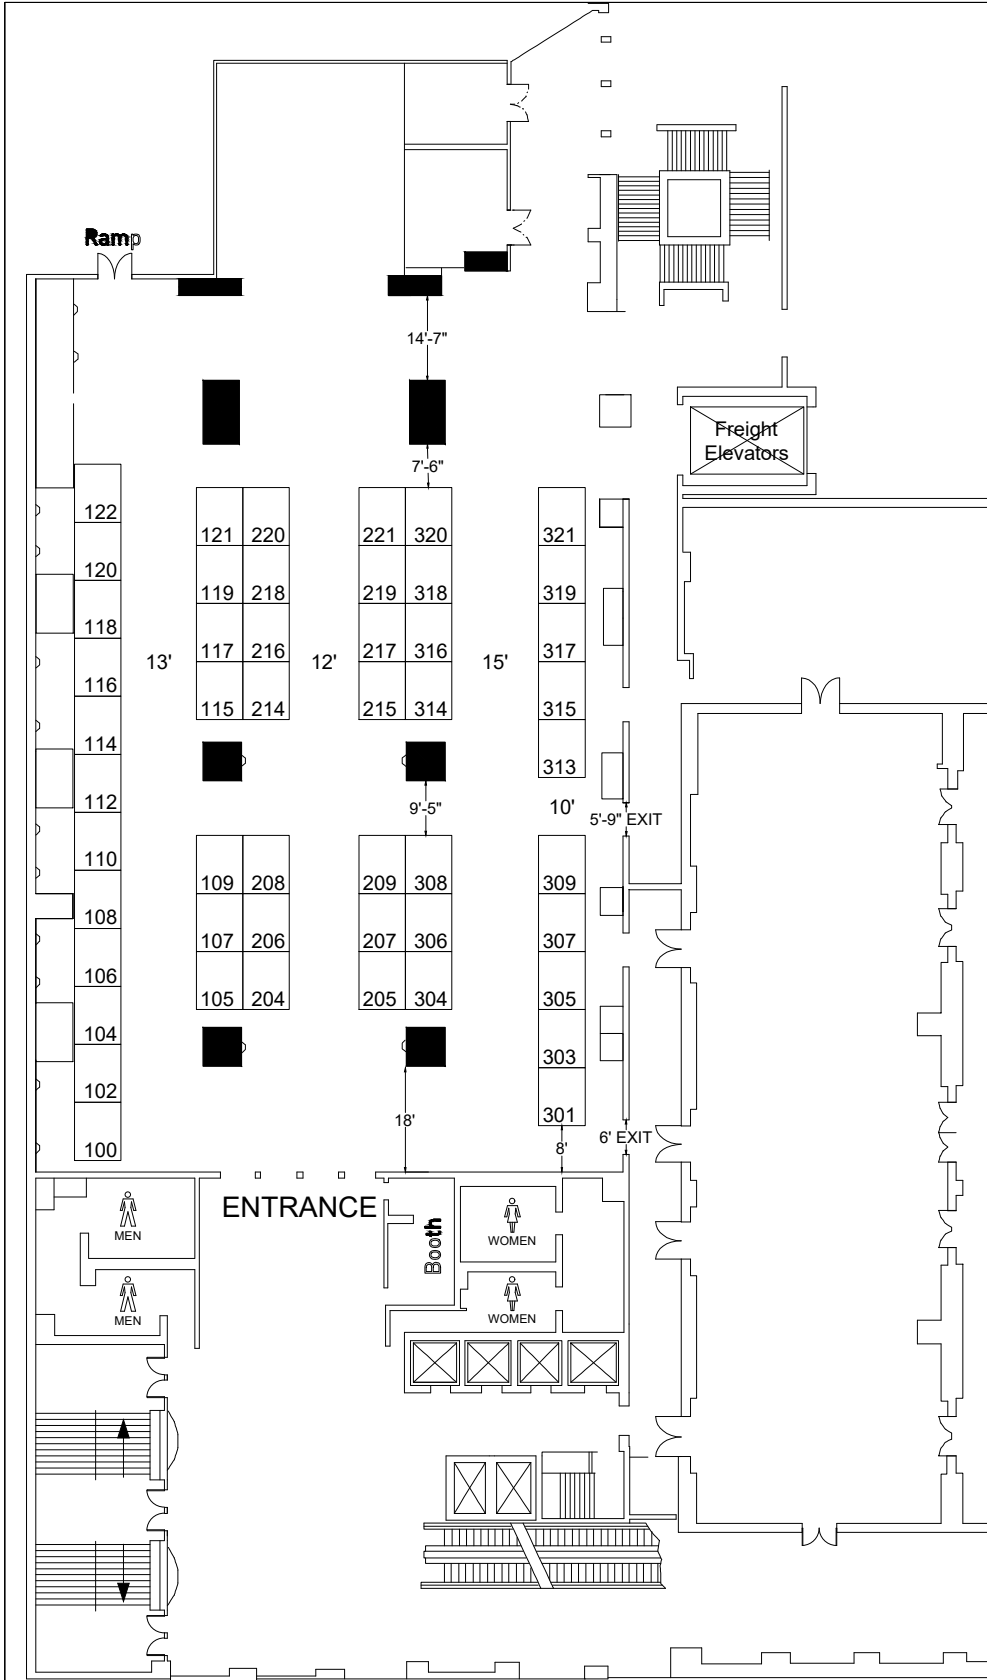 Ramp
14'-7"
Freight
Elevators
7'-6"
122
121 220 221 320 321
120
119 218 219 318 319
118
117 216 217 316 317
13' 12' 15'
116
115 214 215 314 315
114
313
112
9'-5" 10'
5'-9" EXIT
110
109 208 209 308 309
108
107 206 207 306 307
106
105 204 205 304 305
104
303
102
301
18'
6' EXIT
100
8'
ENTRANCE
MEN
Booth
WOMEN
MEN
WOMEN